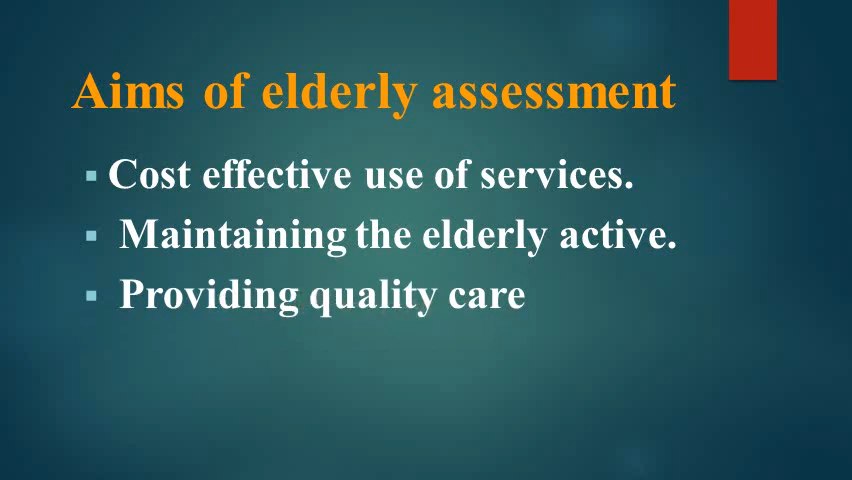 Aims of elderly assessment
▪ Cost effective use of services.
▪ Maintaining the elderly active.
▪ Providing quality care